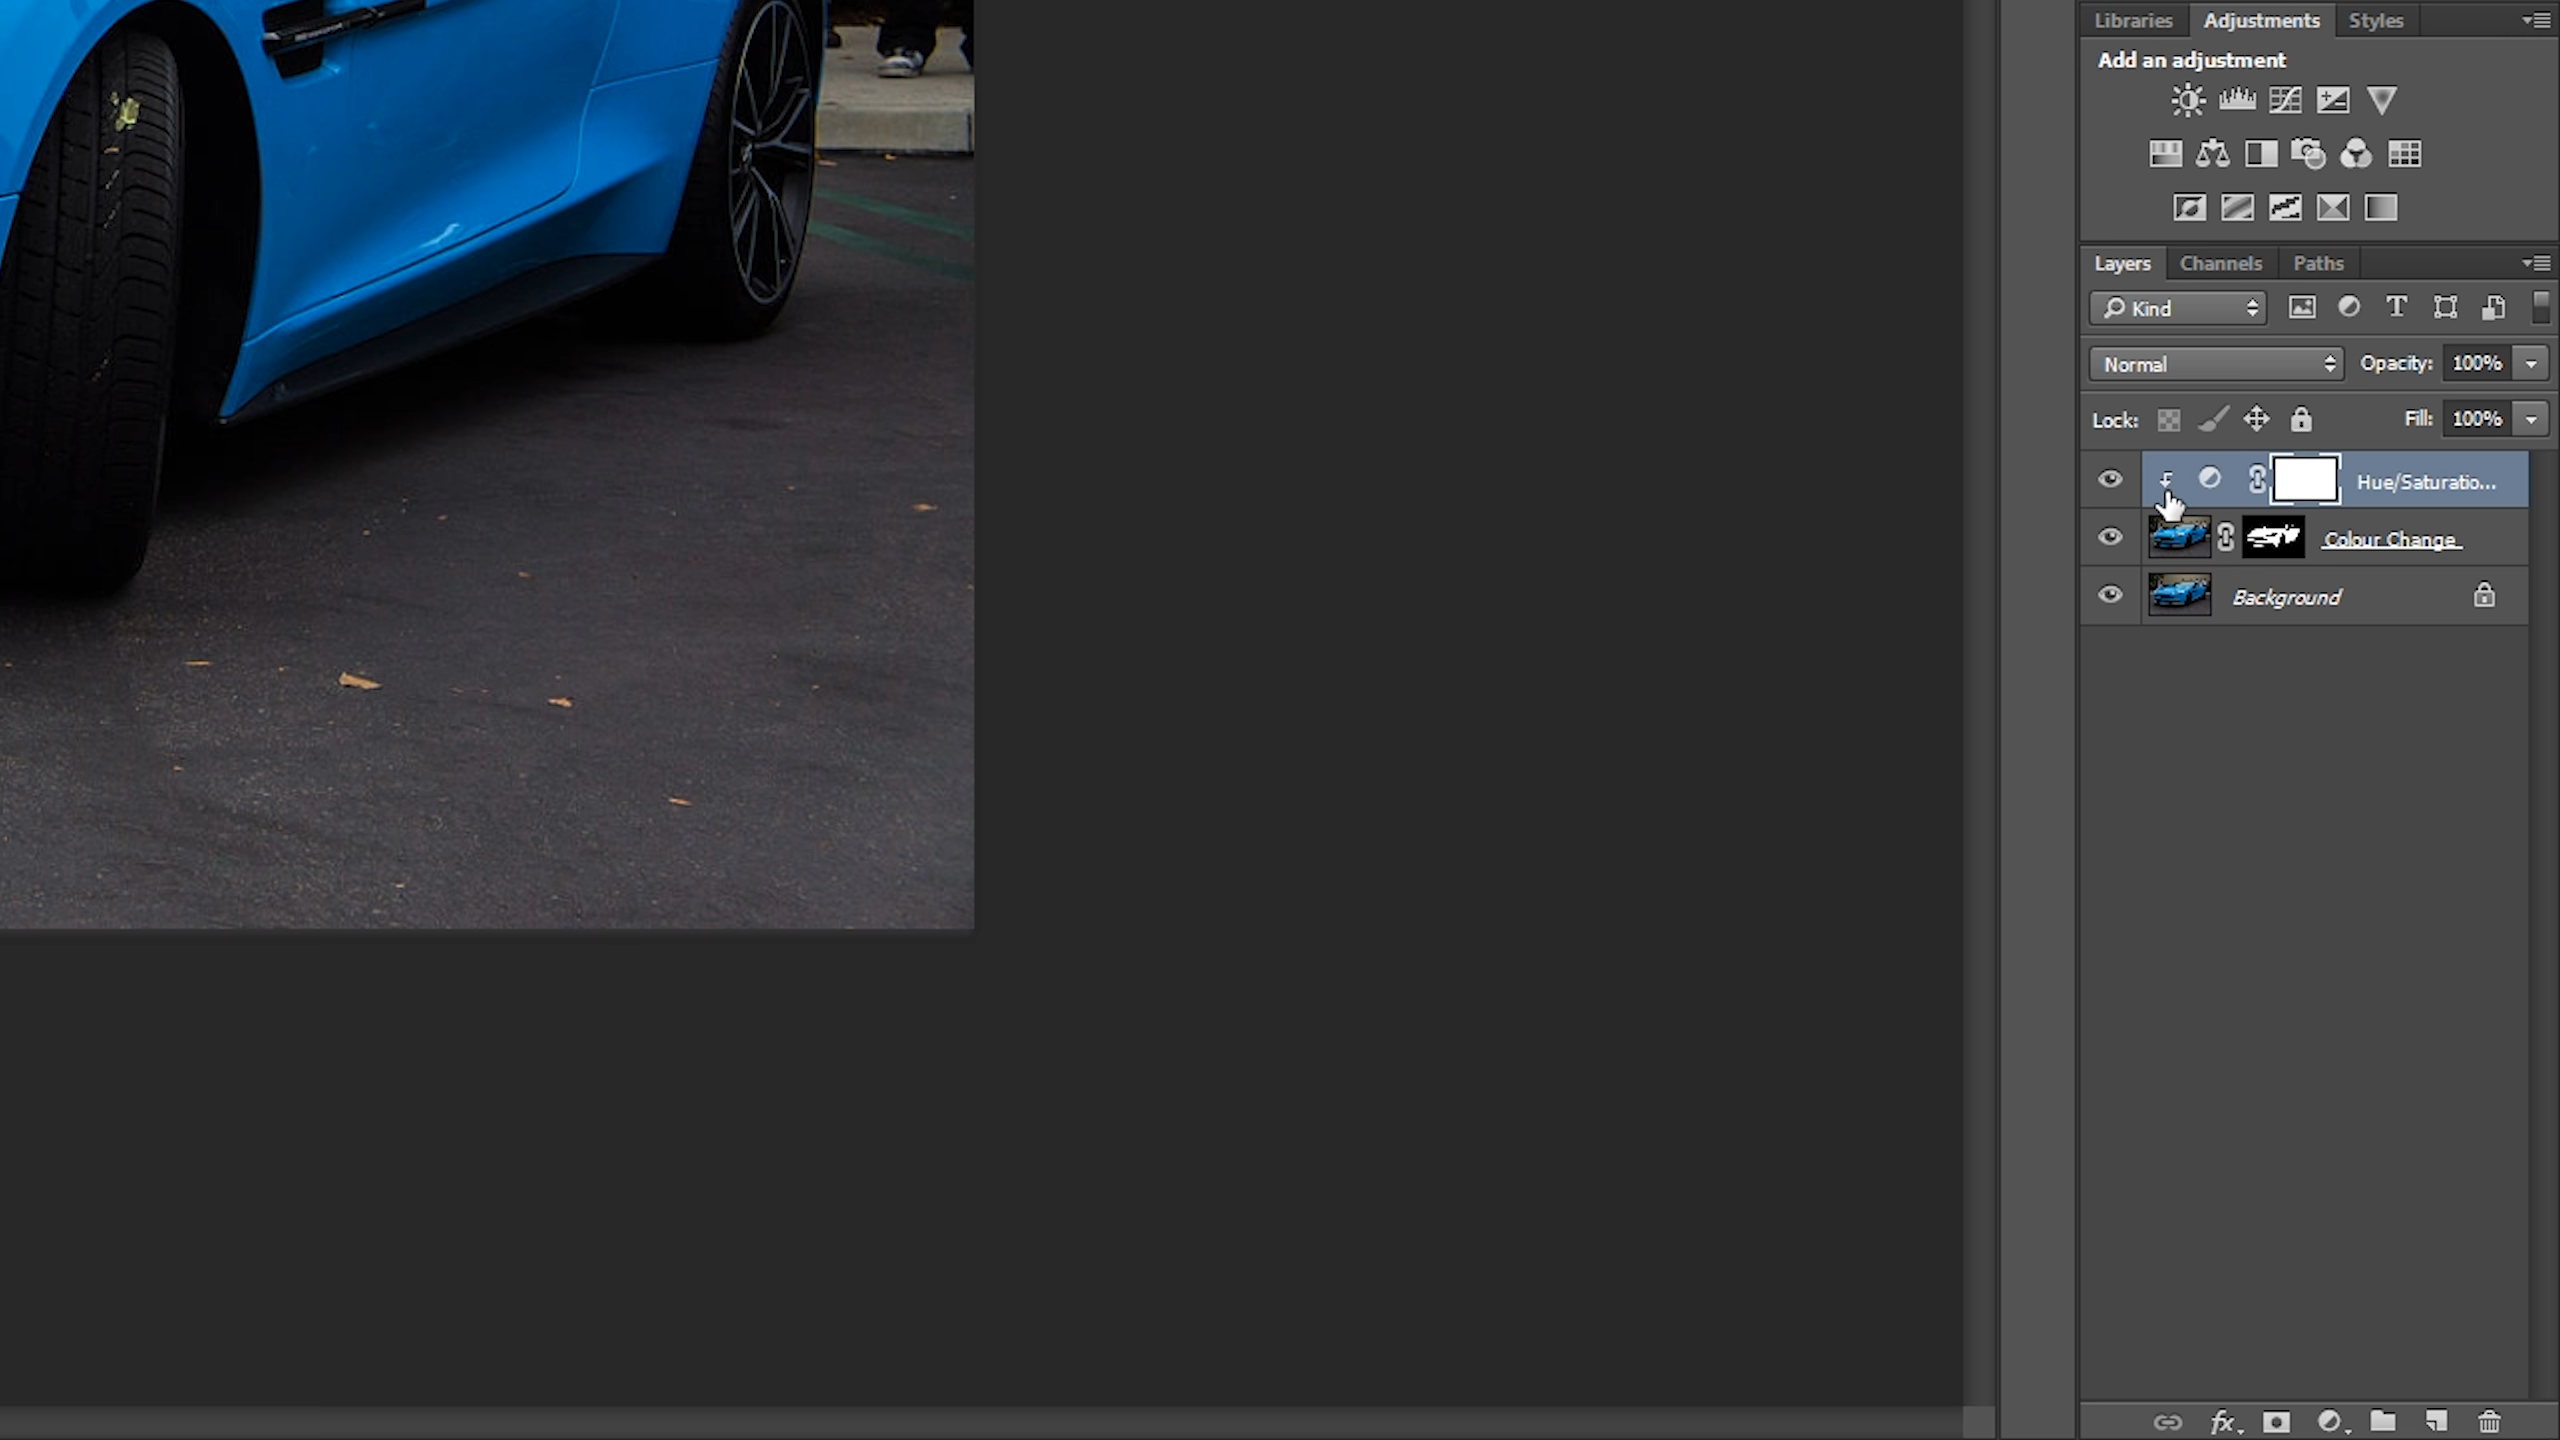 Libraries Adjustments Styles
Add an adjustment
Layers Channels Paths
Kind
Normal Opacity: 100%
Lock: Fill: 100%
Hue/Saturatio...
Colour Change
Background
fx